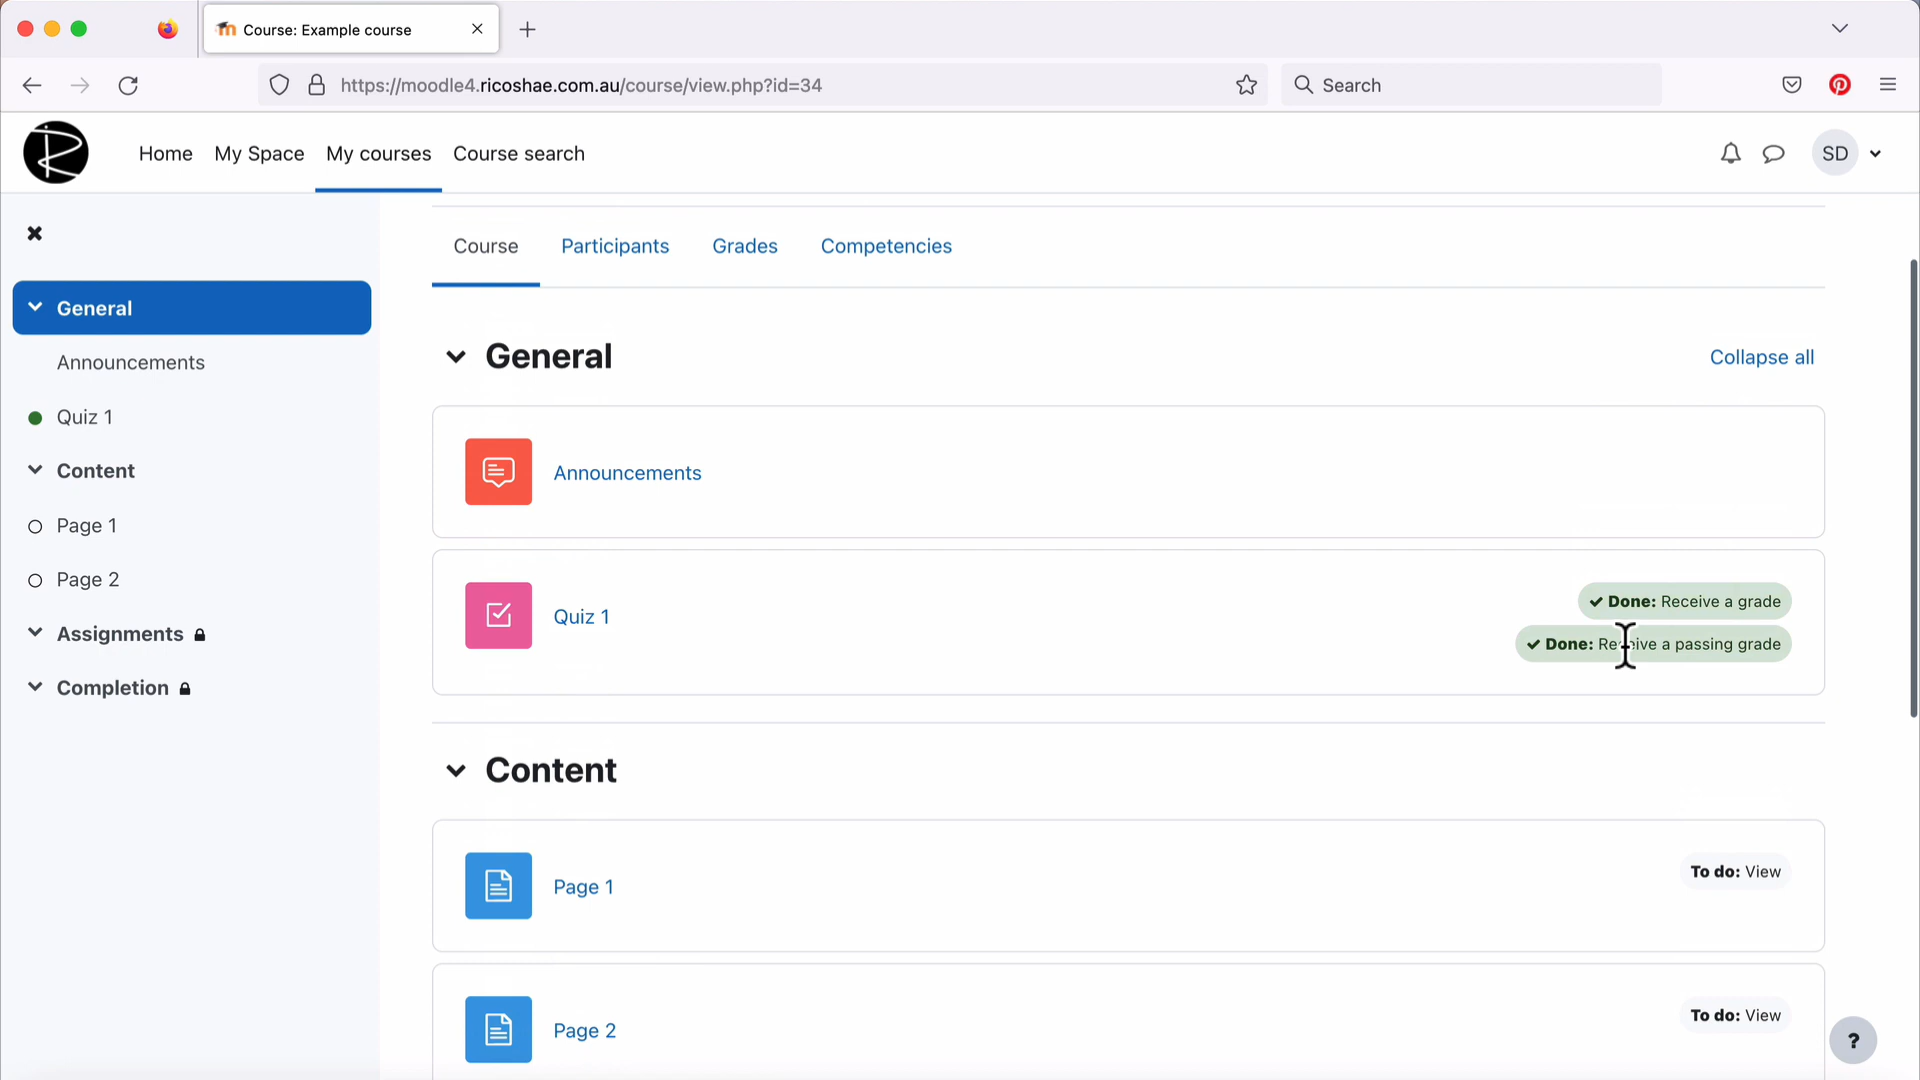 Course: Example course
https://moodle4.ricoshae.com.au/course/view.php?id=34
Search
Home My Space My courses Course search
SD
Course Participants Grades Competencies
General
Announcements
Quiz 1
Content
Page 1
Page 2
Assignments
Completion
General
Collapse all
Announcements
Quiz 1
Done: Receive a grade
Done: Receive a passing grade
Content
Page 1
To do: View
Page 2
To do: View
?